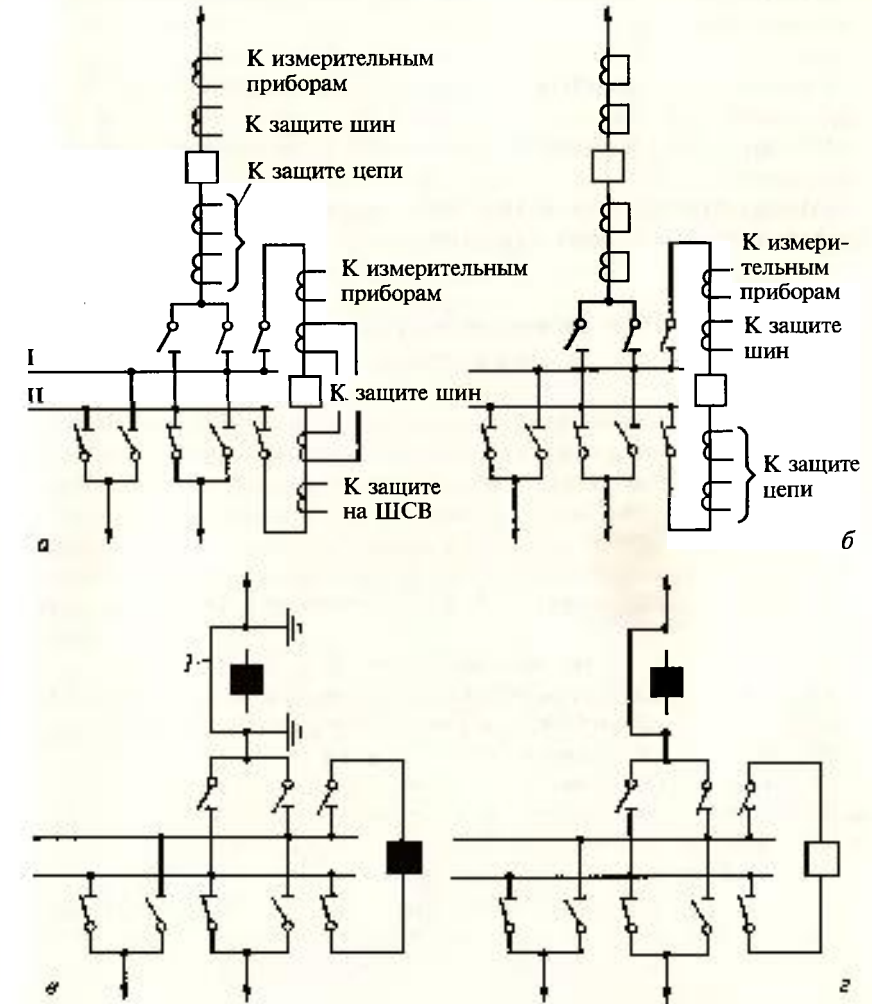 К измерительным
приборам
К защите шин
К защите цепи
К измерительным
приборам
I
II
К защите шин
К защите
на ШСВ
а
К измери-
тельным
приборам
К защите
шин
К защите
цепи
б
в
г